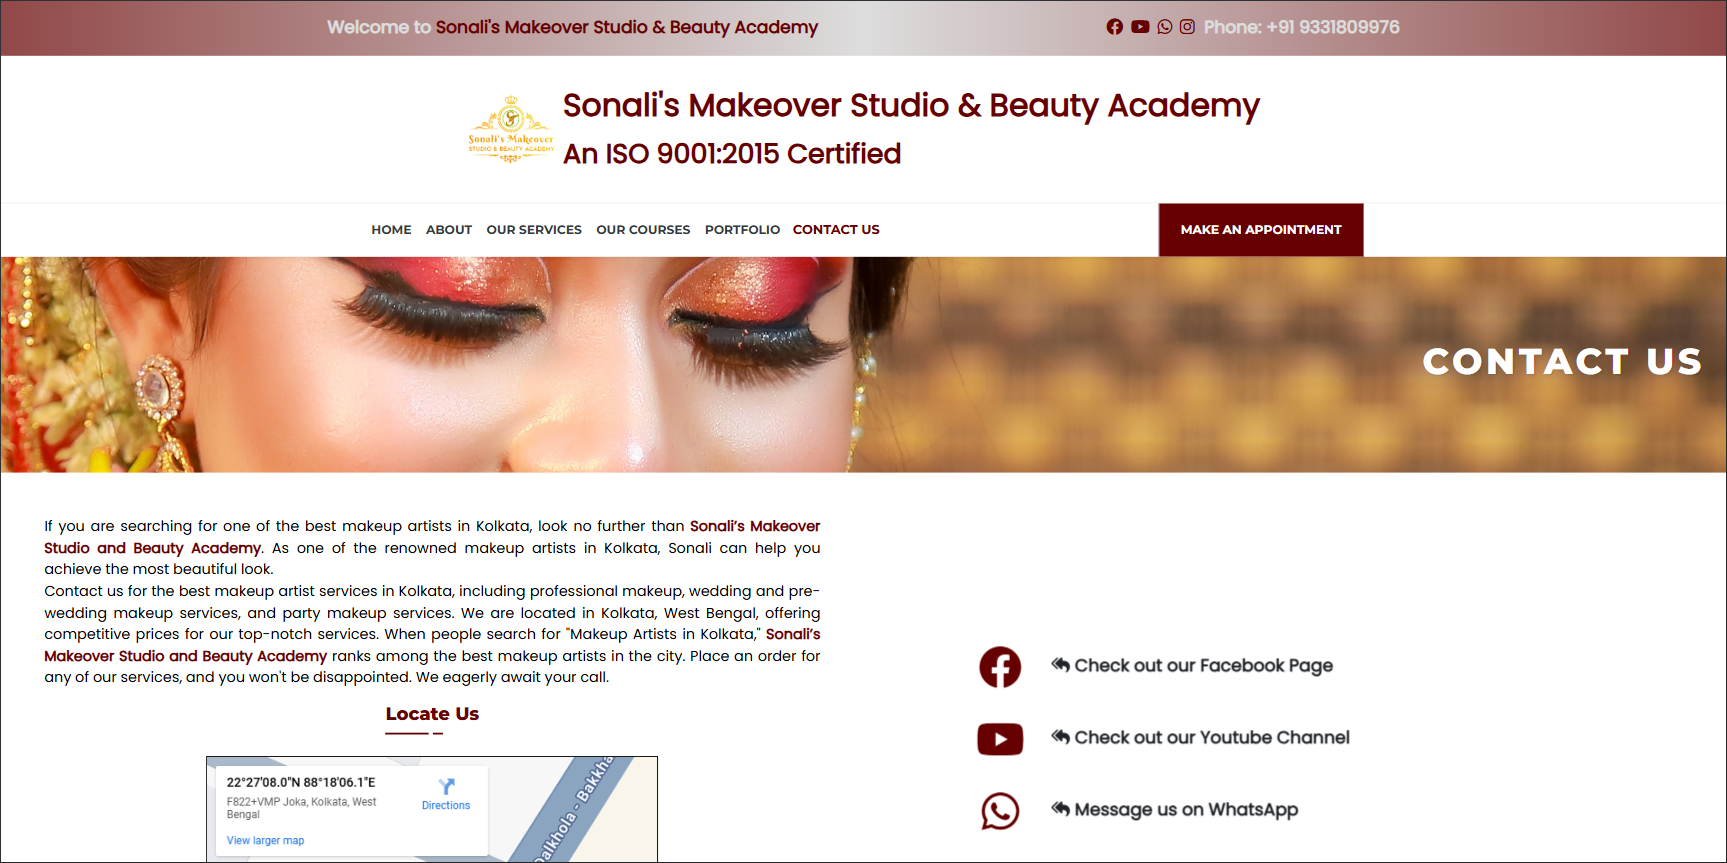 Welcome to Sonali's Makeover Studio & Beauty Academy
Phone: +91 9331809976
Sonali's Makeover
STUDIO & BEAUTY ACADEMY
Sonali's Makeover Studio & Beauty Academy
An ISO 9001:2015 Certified
HOME ABOUT OUR SERVICES OUR COURSES PORTFOLIO CONTACT US
MAKE AN APPOINTMENT
CONTACT US
If you are searching for one of the best makeup artists in Kolkata, look no further than Sonali’s Makeover
Studio and Beauty Academy. As one of the renowned makeup artists in Kolkata, Sonali can help you
achieve the most beautiful look.
Contact us for the best makeup artist services in Kolkata, including professional makeup, wedding and pre-
wedding makeup services, and party makeup services. We are located in Kolkata, West Bengal, offering
competitive prices for our top-notch services. When people search for "Makeup Artists in Kolkata," Sonali’s
Makeover Studio and Beauty Academy ranks among the best makeup artists in the city. Place an order for
any of our services, and you won't be disappointed. We eagerly await your call.
Locate Us
22°27'08.0"N 88°18'06.1"E
F822+VMP Joka, Kolkata, West
Bengal
Directions
View larger map
Dalkhola - Bakkha
Check out our Facebook Page
Check out our Youtube Channel
Message us on WhatsApp